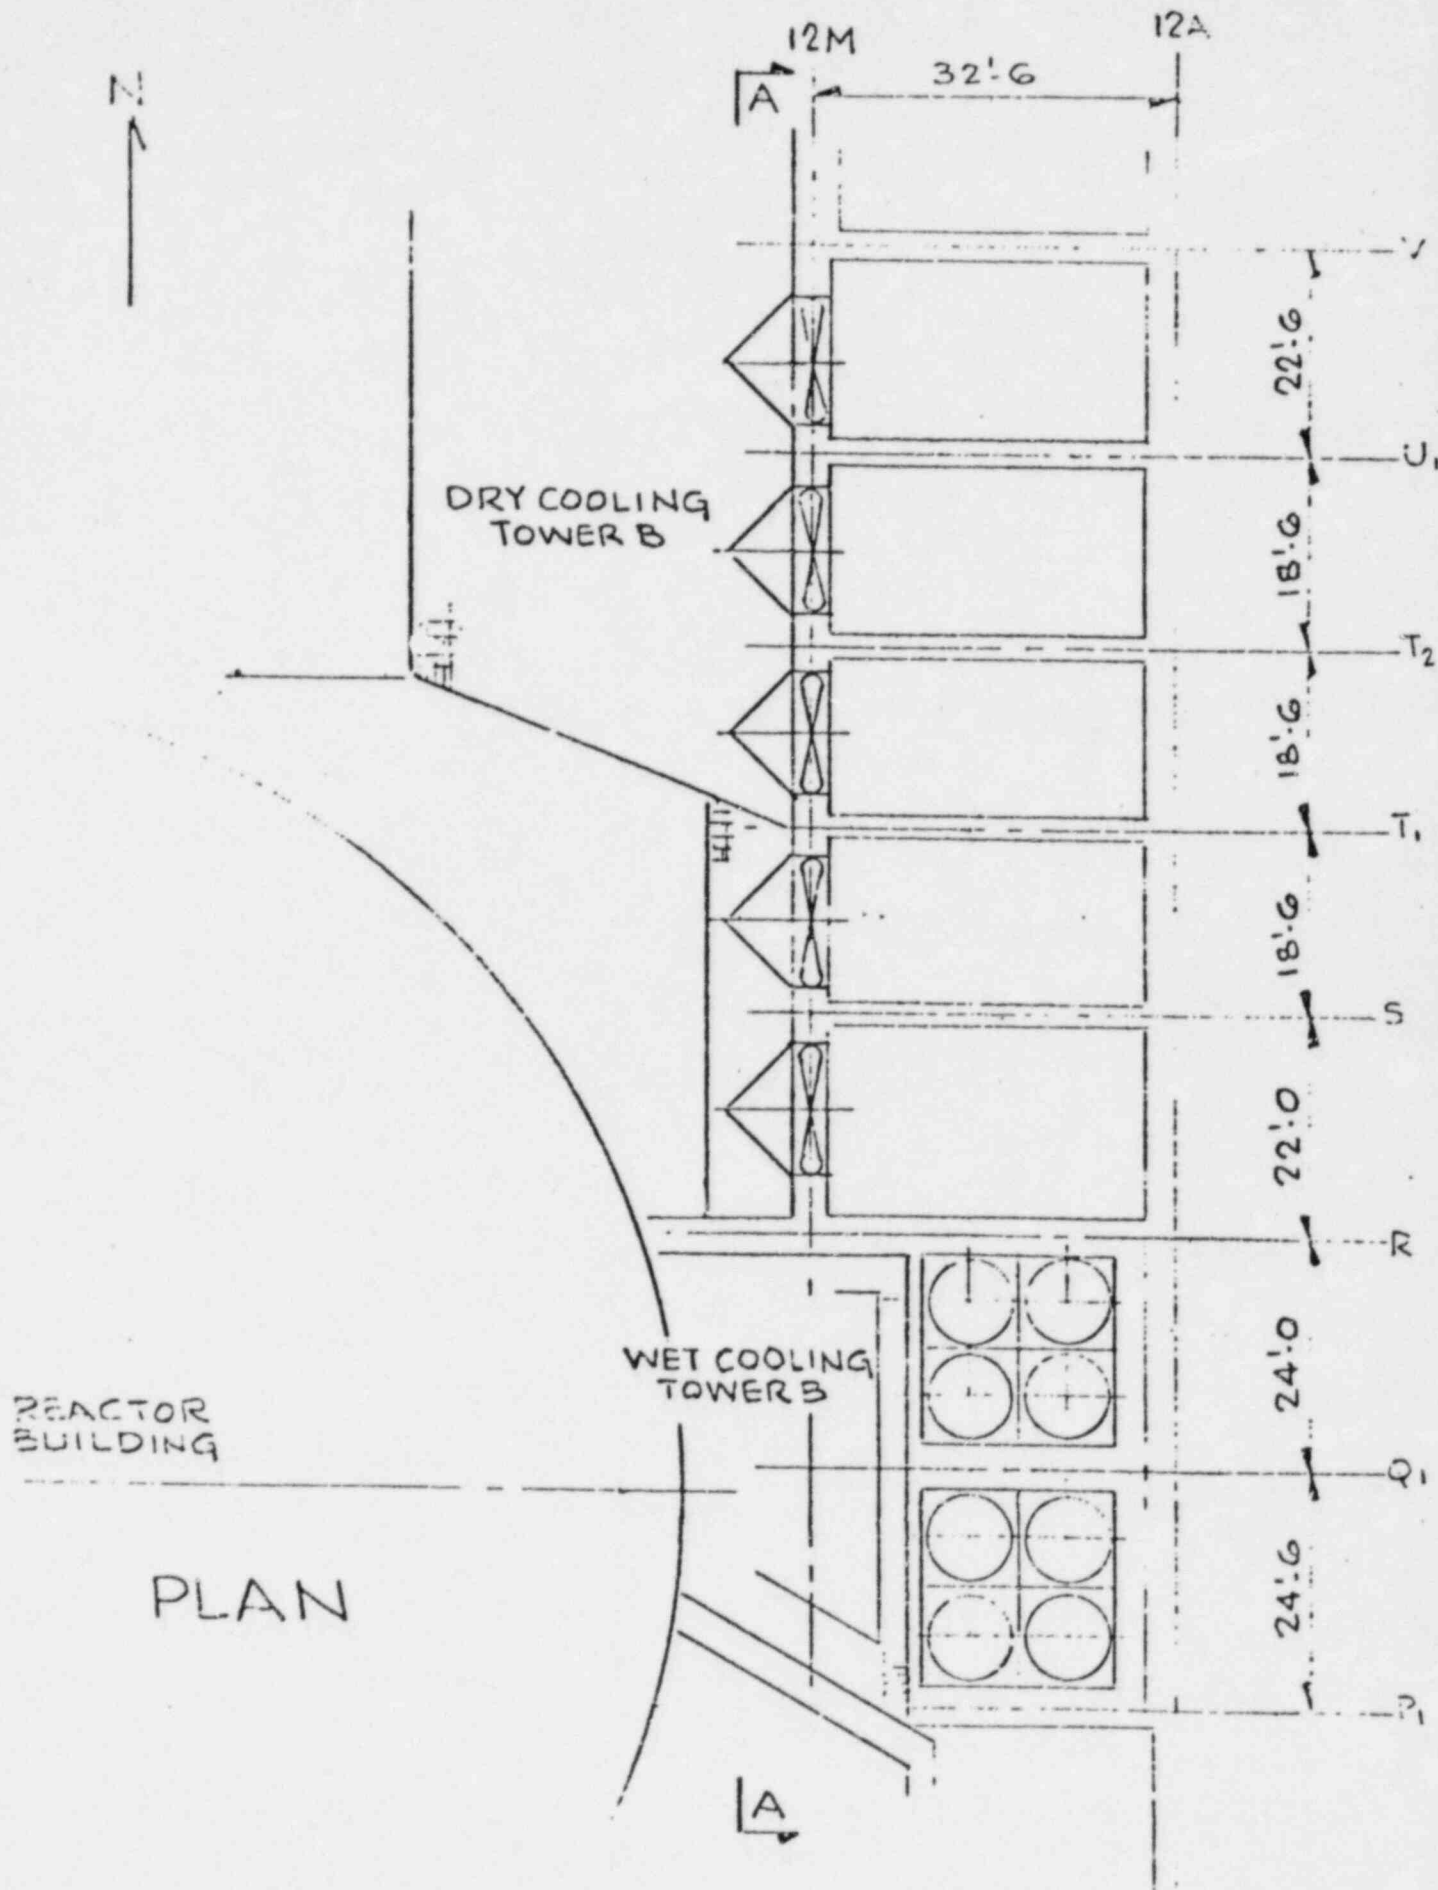 12M
12A
N
32'-6
A
V
22'-6
U1
DRY COOLING
TOWER B
18'-6
T2
18'-6
T1
18'-6
S
22'-0
R
WET COOLING
TOWER B
24'-0
REACTOR
BUILDING
Q1
PLAN
24'-6
P1
A